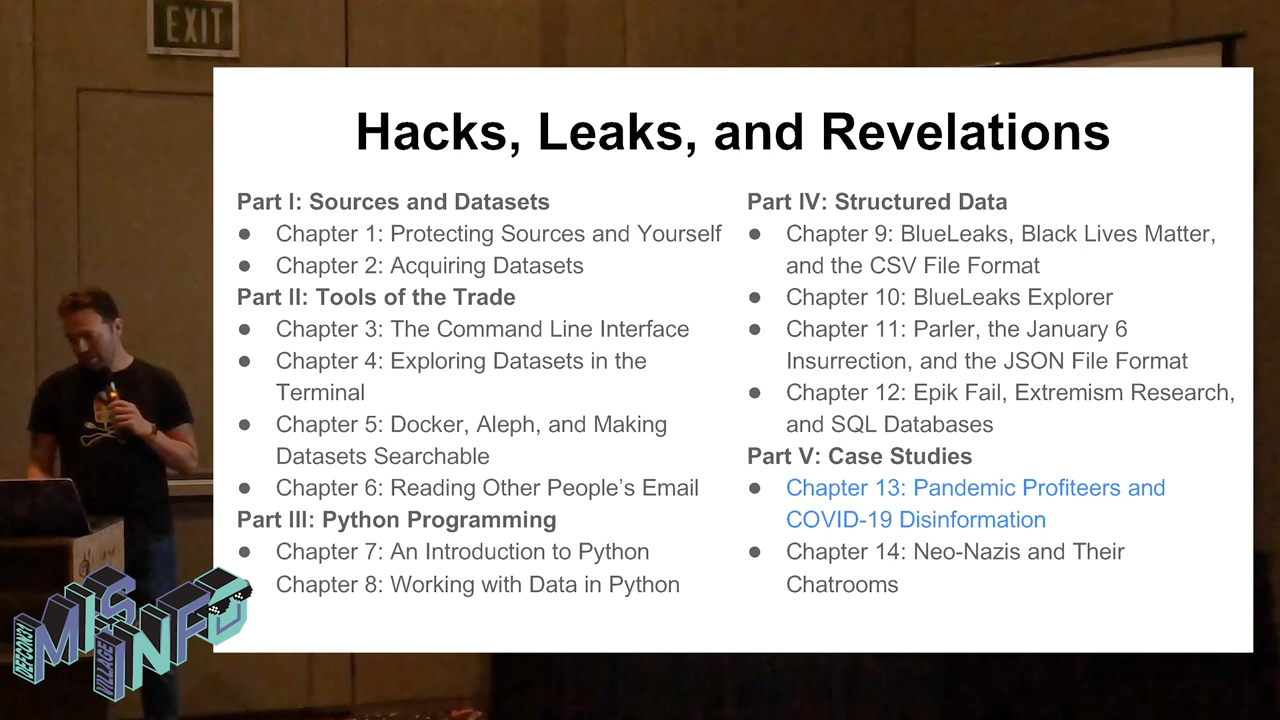 EXIT
Hacks, Leaks, and Revelations
Part I: Sources and Datasets
● Chapter 1: Protecting Sources and Yourself
● Chapter 2: Acquiring Datasets
Part II: Tools of the Trade
● Chapter 3: The Command Line Interface
● Chapter 4: Exploring Datasets in the
Terminal
● Chapter 5: Docker, Aleph, and Making
Datasets Searchable
● Chapter 6: Reading Other People’s Email
Part III: Python Programming
● Chapter 7: An Introduction to Python
Chapter 8: Working with Data in Python
Part IV: Structured Data
● Chapter 9: BlueLeaks, Black Lives Matter,
and the CSV File Format
● Chapter 10: BlueLeaks Explorer
● Chapter 11: Parler, the January 6
Insurrection, and the JSON File Format
● Chapter 12: Epik Fail, Extremism Research,
and SQL Databases
Part V: Case Studies
● Chapter 13: Pandemic Profiteers and
COVID-19 Disinformation
● Chapter 14: Neo-Nazis and Their
Chatrooms
DEFCON31
MIS
INFO
VILLAGE